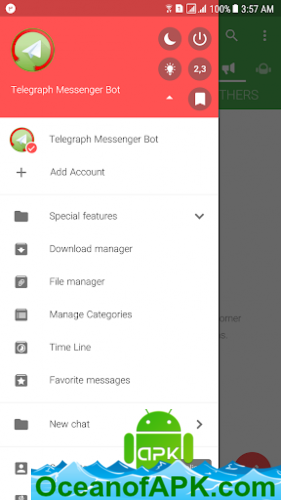 3:57 AM
100%
Telegraph Messenger Bot
2,3
THERS
Telegraph Messenger Bot
Add Account
Special features
Download manager
File manager
Manage Categories
Time Line
Favorite messages
New chat
APK
OceanofAPK.com